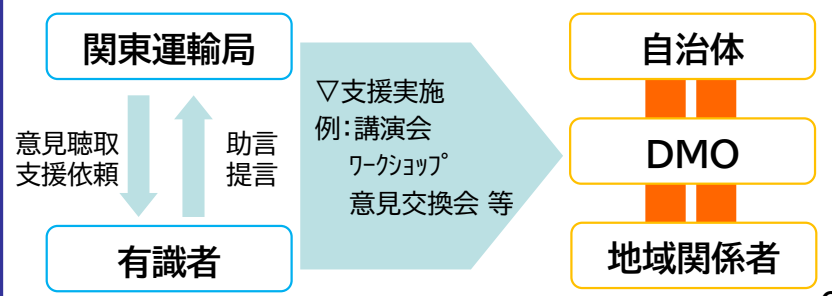 関東運輸局
意見聴取
支援依頼
助言
提言
有識者
▽支援実施
例：講演会
ﾜｰｸｼｮｯﾌﾟ
意見交換会 等
自治体
DMO
地域関係者